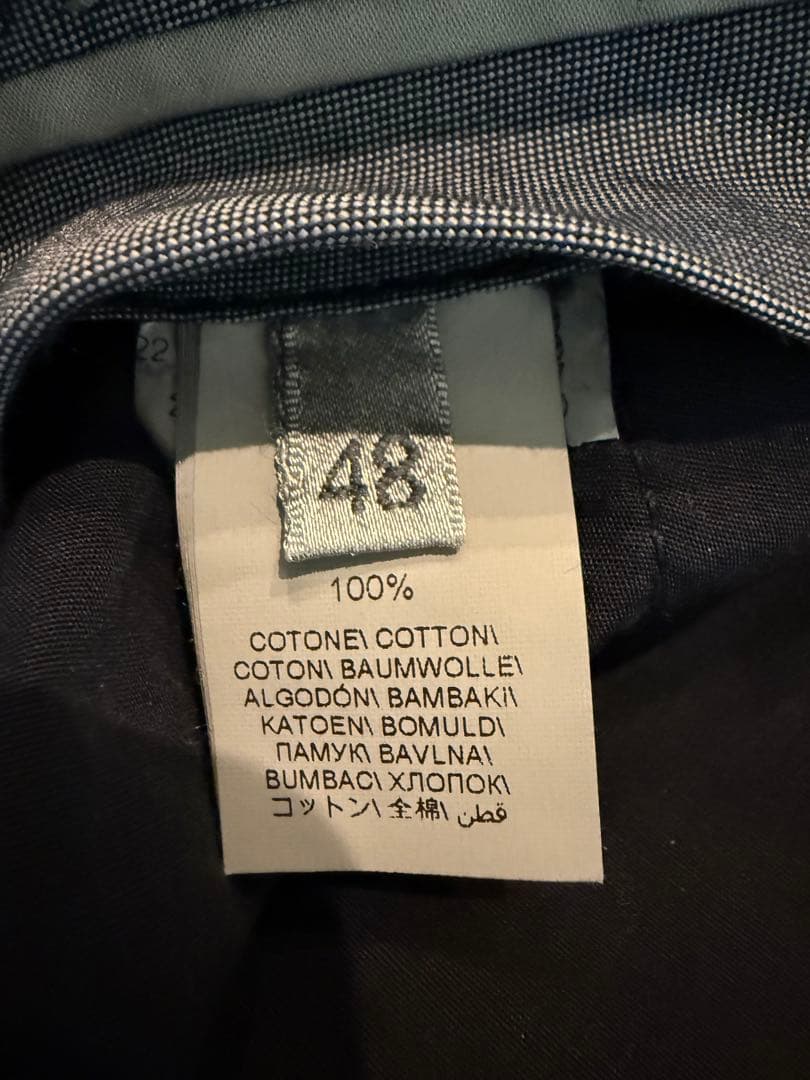 22
48
100%
COTONE\ COTTON\
COTON\ BAUMWOLLE\
ALGODÓN\ BAMBAKI\
KATOEN\ BOMULD\
ПАМУК\ BAVLNA\
BUMBAC\ ХЛОПОК\
コットン\ 全棉\ قطن